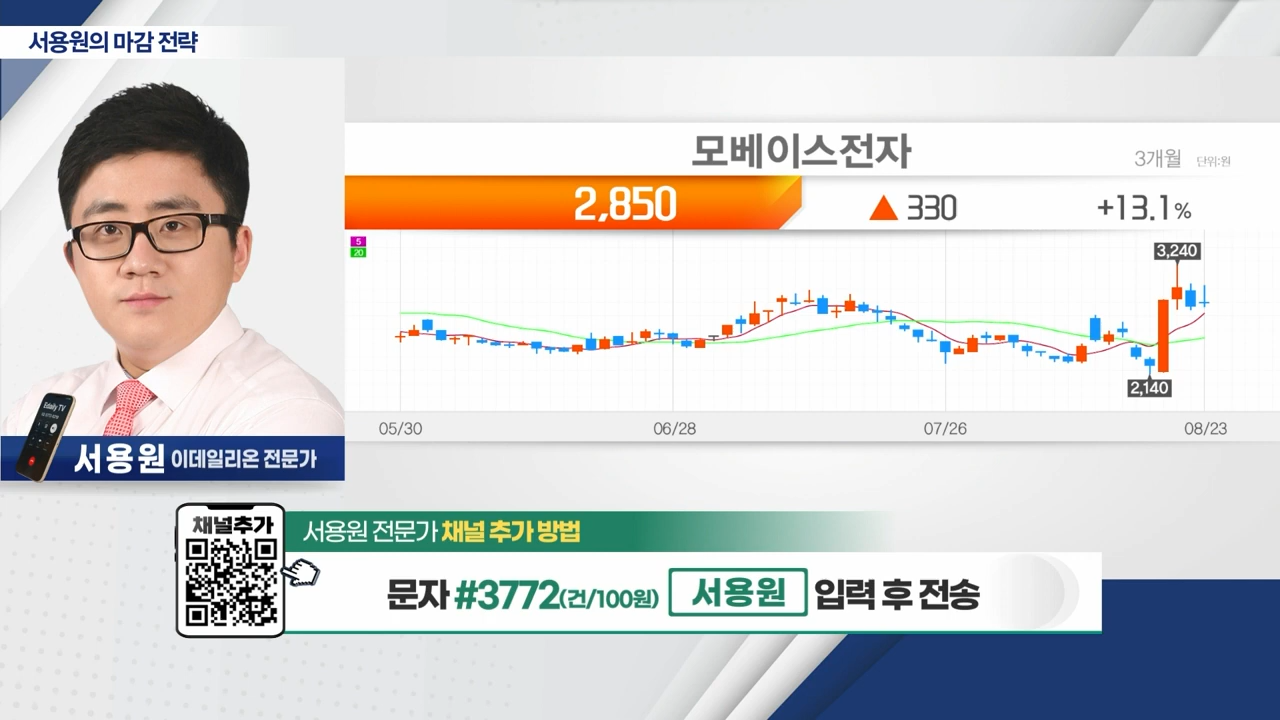 서용원의 마감 전략
모베이스전자
3개월 단위:원
2,850 ▲ 330 +13.1%
5
20
3,240
2,140
05/30 06/28 07/26 08/23
Edaily TV
서용원 이데일리온 전문가
채널추가
서용원 전문가 채널 추가 방법
문자 #3772(건/100원) 서용원 입력 후 전송